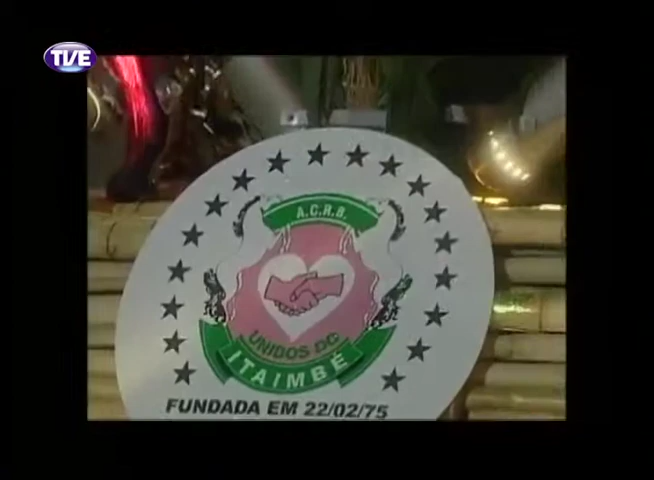 TVE
A.C.R.B.
UNIDOS DO
ITAIMBÉ
FUNDADA EM 22/02/75